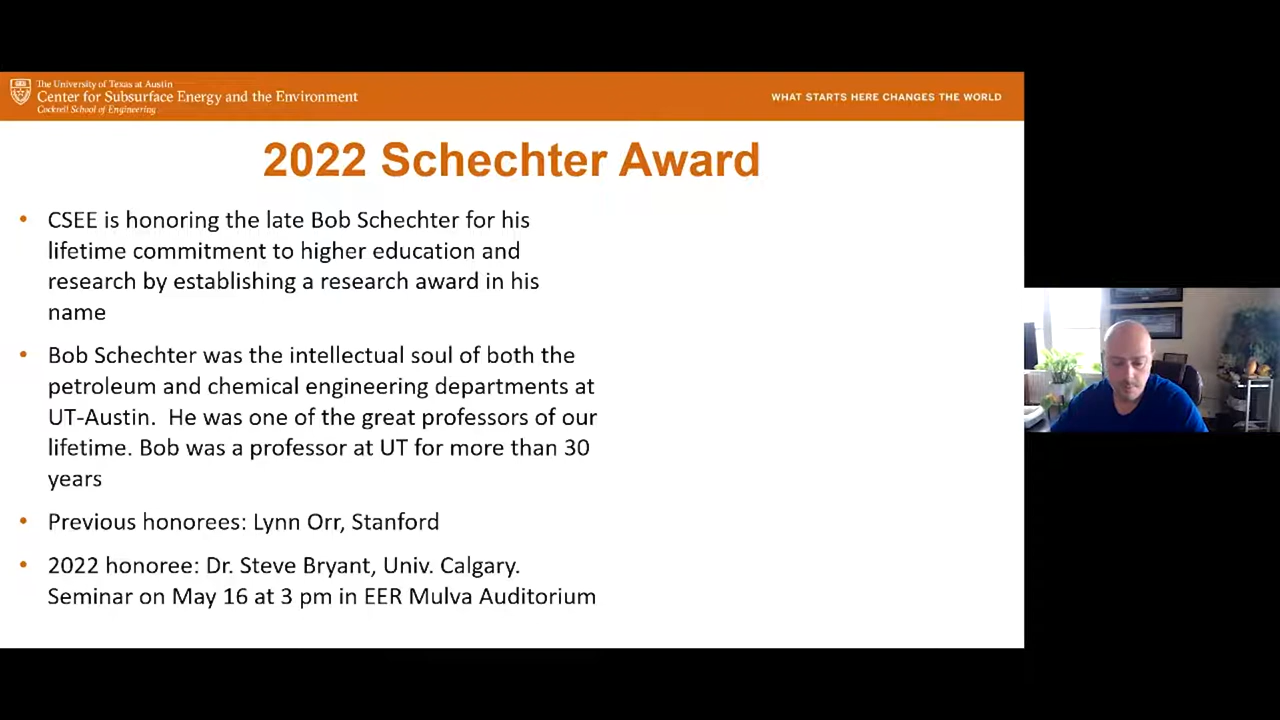 The University of Texas at Austin
Center for Subsurface Energy and the Environment
Cockrell School of Engineering
WHAT STARTS HERE CHANGES THE WORLD
2022 Schechter Award
• CSEE is honoring the late Bob Schechter for his
lifetime commitment to higher education and
research by establishing a research award in his
name
• Bob Schechter was the intellectual soul of both the
petroleum and chemical engineering departments at
UT-Austin.  He was one of the great professors of our
lifetime. Bob was a professor at UT for more than 30
years
• Previous honorees: Lynn Orr, Stanford
• 2022 honoree: Dr. Steve Bryant, Univ. Calgary.
Seminar on May 16 at 3 pm in EER Mulva Auditorium